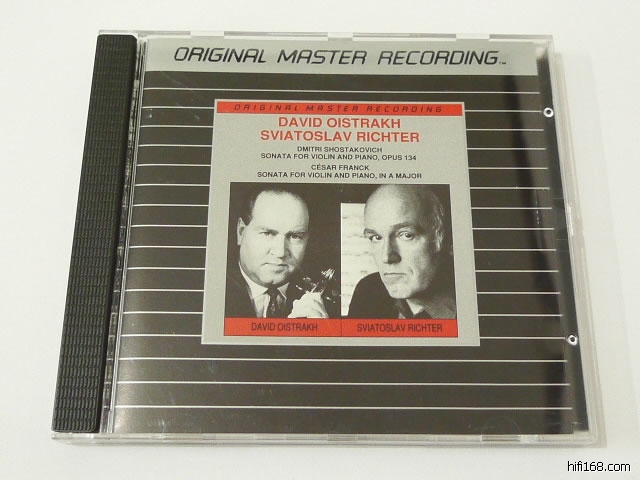 ORIGINAL MASTER RECORDING™
ORIGINAL MASTER RECORDING
DAVID OISTRAKH
SVIATOSLAV RICHTER
DMITRI SHOSTAKOVICH
SONATA FOR VIOLIN AND PIANO, OPUS 134
CÉSAR FRANCK
SONATA FOR VIOLIN AND PIANO, IN A MAJOR
DAVID OISTRAKH SVIATOSLAV RICHTER
hifi168.com